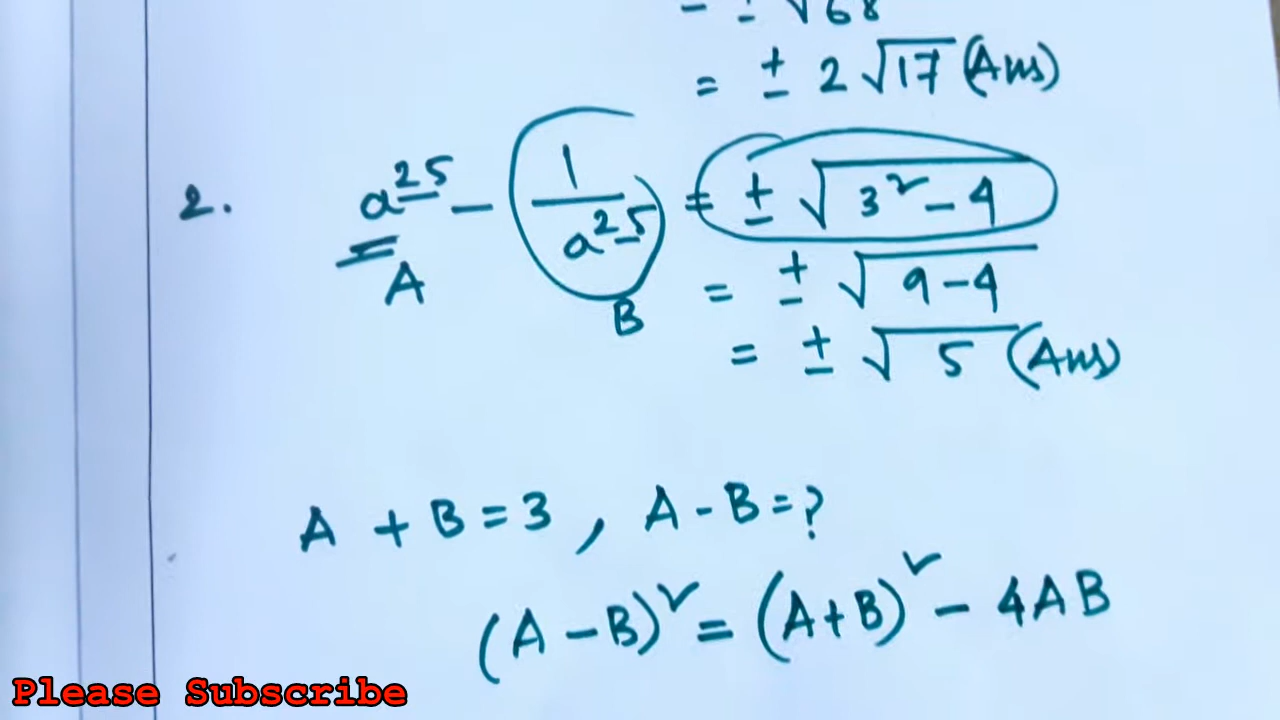 - ± √68
= ± 2 √17 (Ans)
2. a²⁵ - 1/a²⁵ = ± √3² - 4
A B
= ± √9 - 4
= ± √5 (Ans)
A + B = 3 , A - B = ?
(A - B)² = (A + B)² - 4AB
Please Subscribe